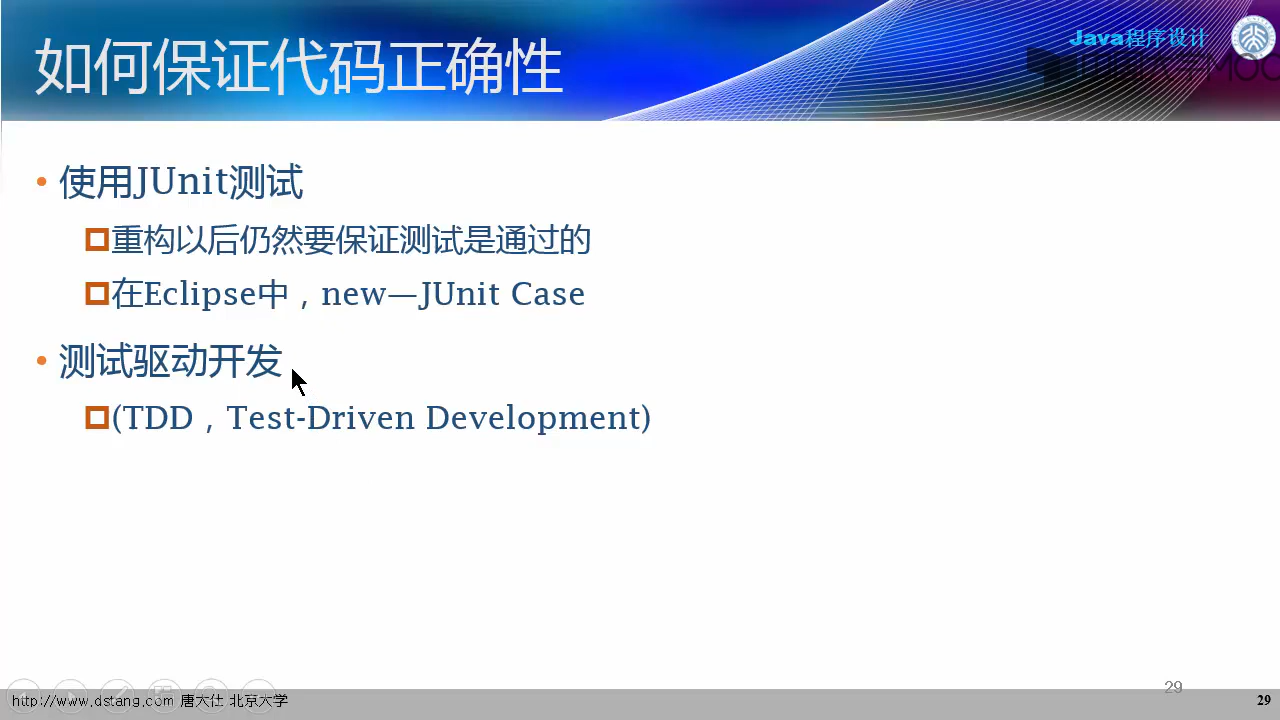 如何保证代码正确性
Java程序设计
• 使用JUnit测试
重构以后仍然要保证测试是通过的
在Eclipse中，new—JUnit Case
• 测试驱动开发
(TDD，Test-Driven Development)
29
http://www.dstang.com 唐大仕 北京大学
29